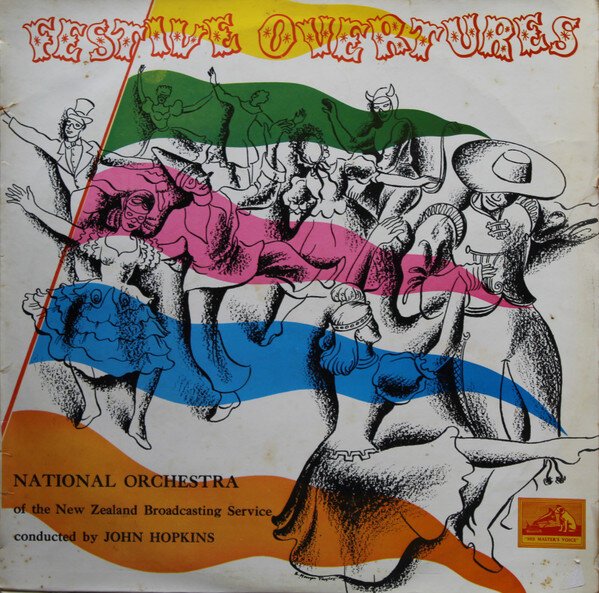 FESTIVE OVERTURES
NATIONAL ORCHESTRA
of the New Zealand Broadcasting Service
conducted by JOHN HOPKINS
"HIS MASTER'S VOICE"